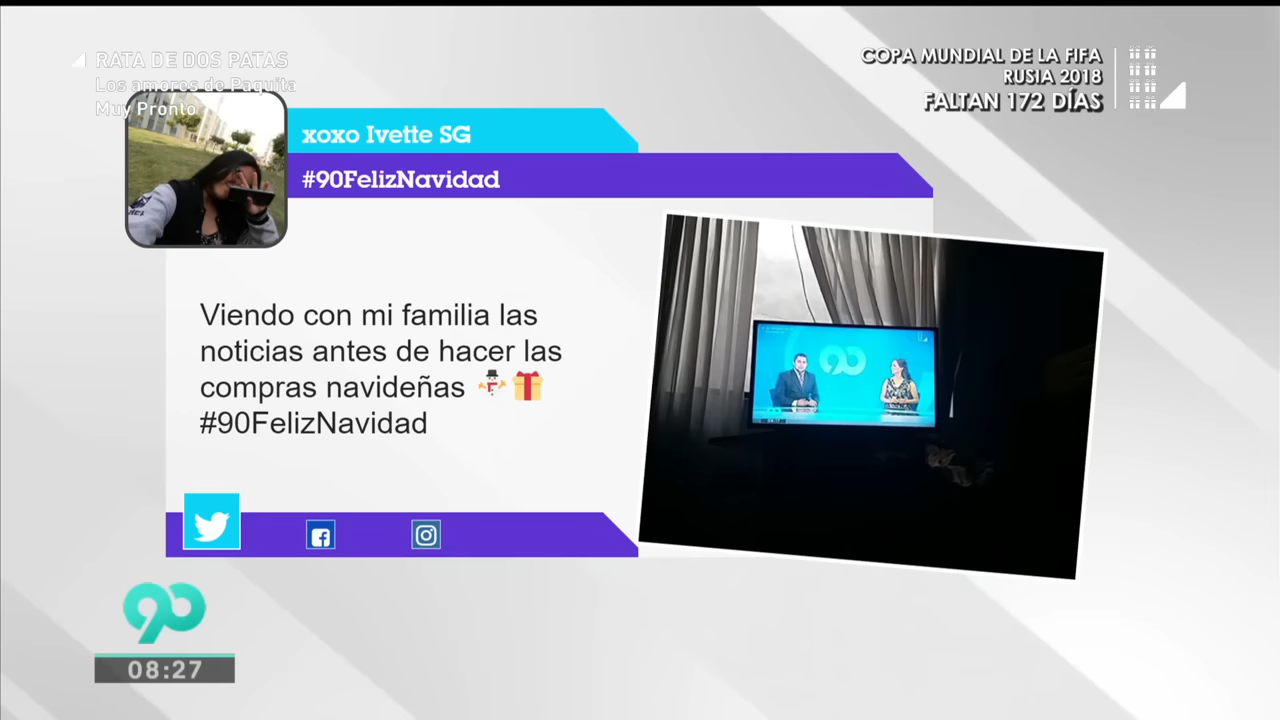 RATA DE DOS PATAS
Los amores de Paquita
Muy Pronto
COPA MUNDIAL DE LA FIFA
RUSIA 2018
FALTAN 172 DÍAS
xoxo Ivette SG
#90FelizNavidad
Viendo con mi familia las
noticias antes de hacer las
compras navideñas ⛄🎁
#90FelizNavidad
90
90
08:27